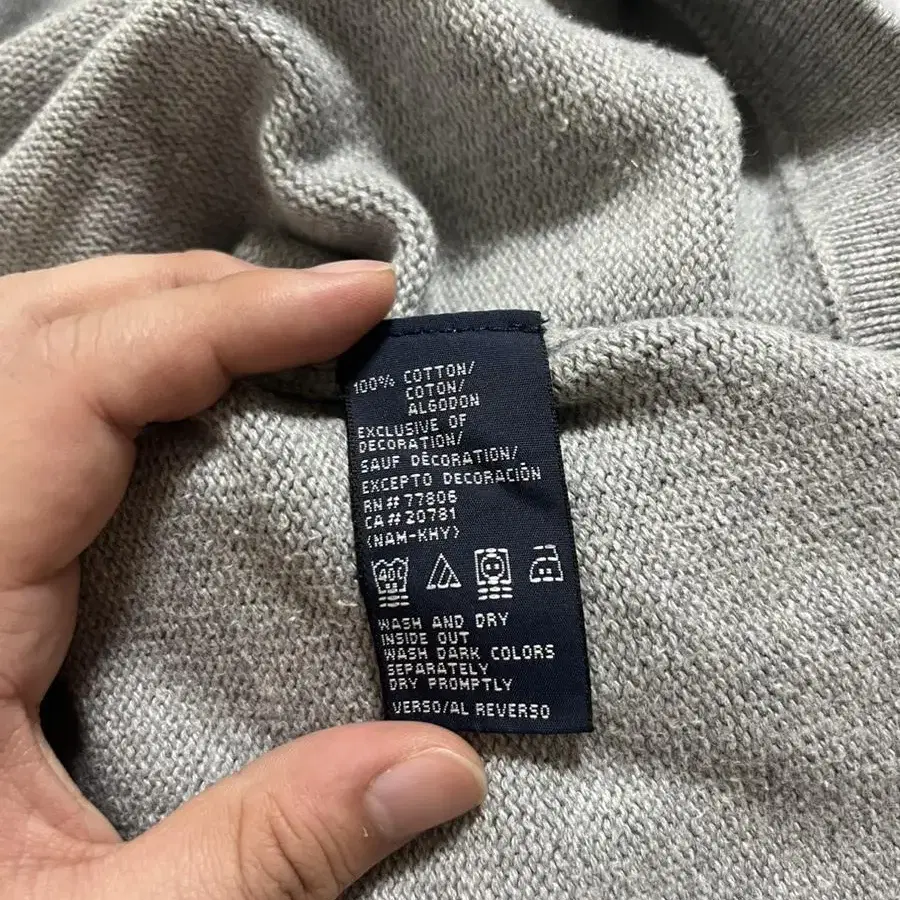 100% COTTON/
COTON/
ALGODON
EXCLUSIVE OF
DECORATION/
SAUF DÉCORATION/
EXCEPTO DECORACIÓN
RN# 77806
CA# 20781
(NAM-KHY)
40
WASH AND DRY
INSIDE OUT
WASH DARK COLORS
SEPARATELY
DRY PROMPTLY
VERSO/AL REVERSO